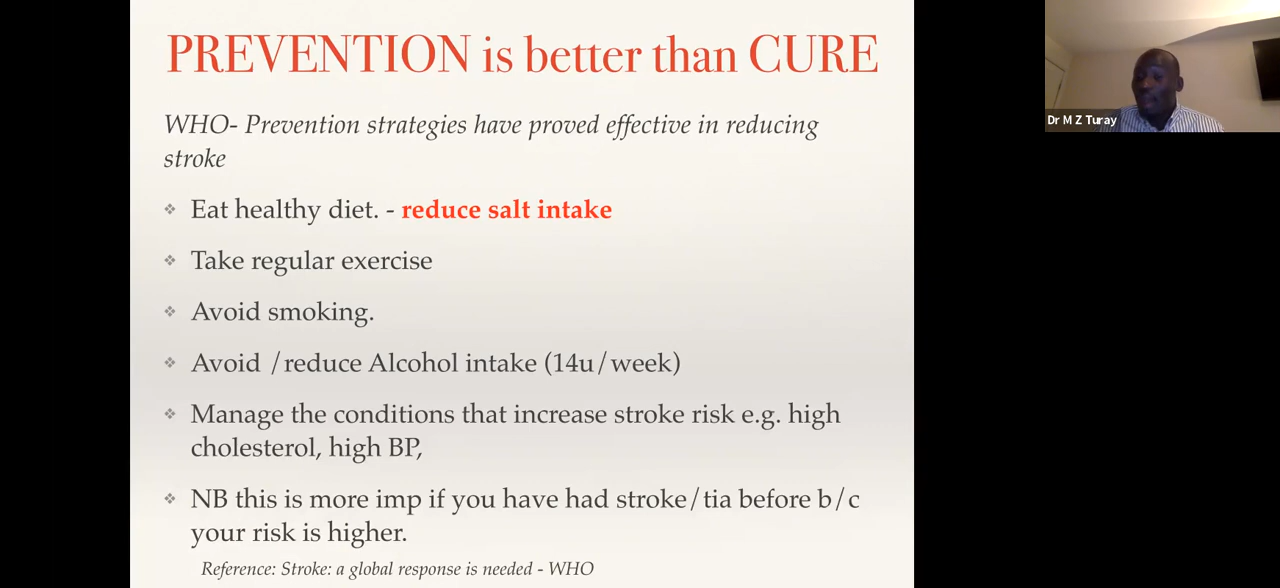 PREVENTION is better than CURE
WHO- Prevention strategies have proved effective in reducing
stroke
Eat healthy diet. - reduce salt intake
Take regular exercise
Avoid smoking.
Avoid /reduce Alcohol intake (14u/week)
Manage the conditions that increase stroke risk e.g. high
cholesterol, high BP,
NB this is more imp if you have had stroke/tia before b/c
your risk is higher.
Reference: Stroke: a global response is needed - WHO
Dr M Z Turay